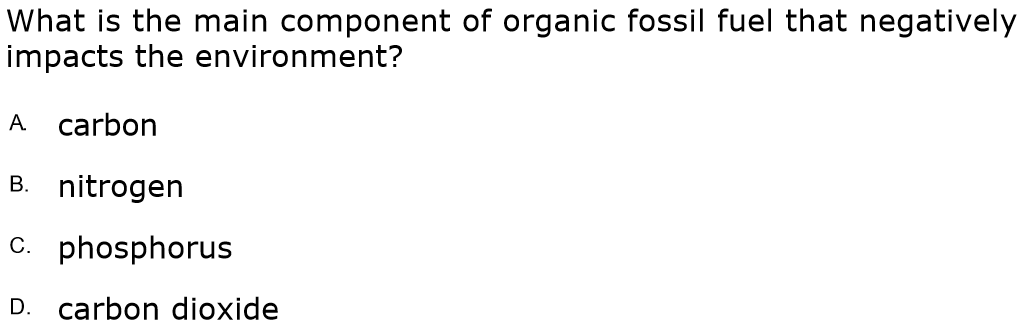 What is the main component of organic fossil fuel that negatively
impacts the environment?
A. carbon
B. nitrogen
C. phosphorus
D. carbon dioxide